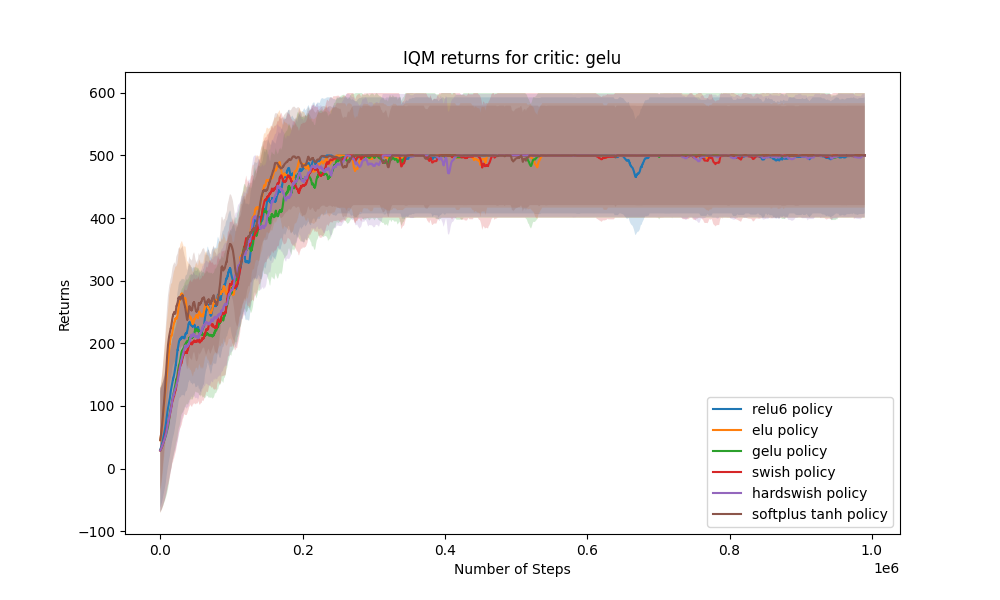 IQM returns for critic: gelu
Returns
600
500
400
300
200
100
0
−100
relu6 policy
elu policy
gelu policy
swish policy
hardswish policy
softplus tanh policy
0.0 0.2 0.4 0.6 0.8 1.0
1e6
Number of Steps